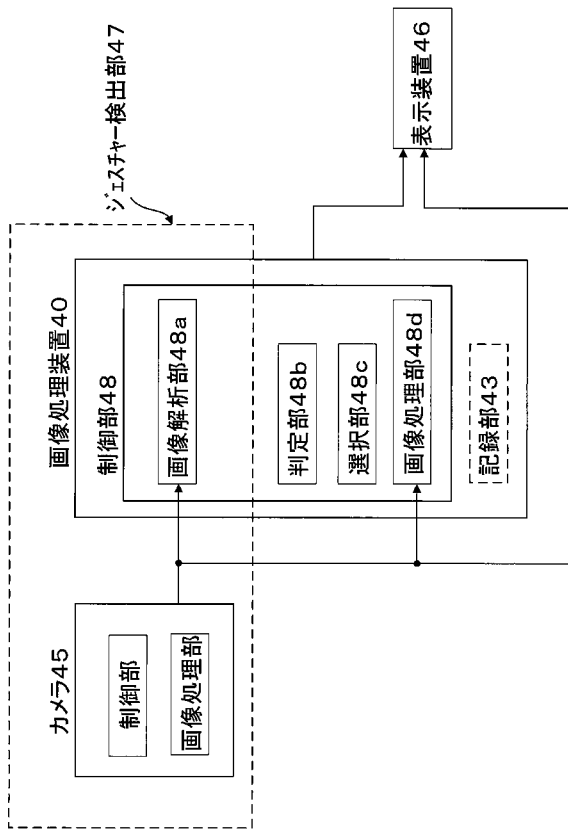 ジェスチャー検出部47
カメラ45
制御部
画像処理部
画像処理装置40
制御部48
画像解析部48a
判定部48b
選択部48c
画像処理部48d
記録部43
表示装置46